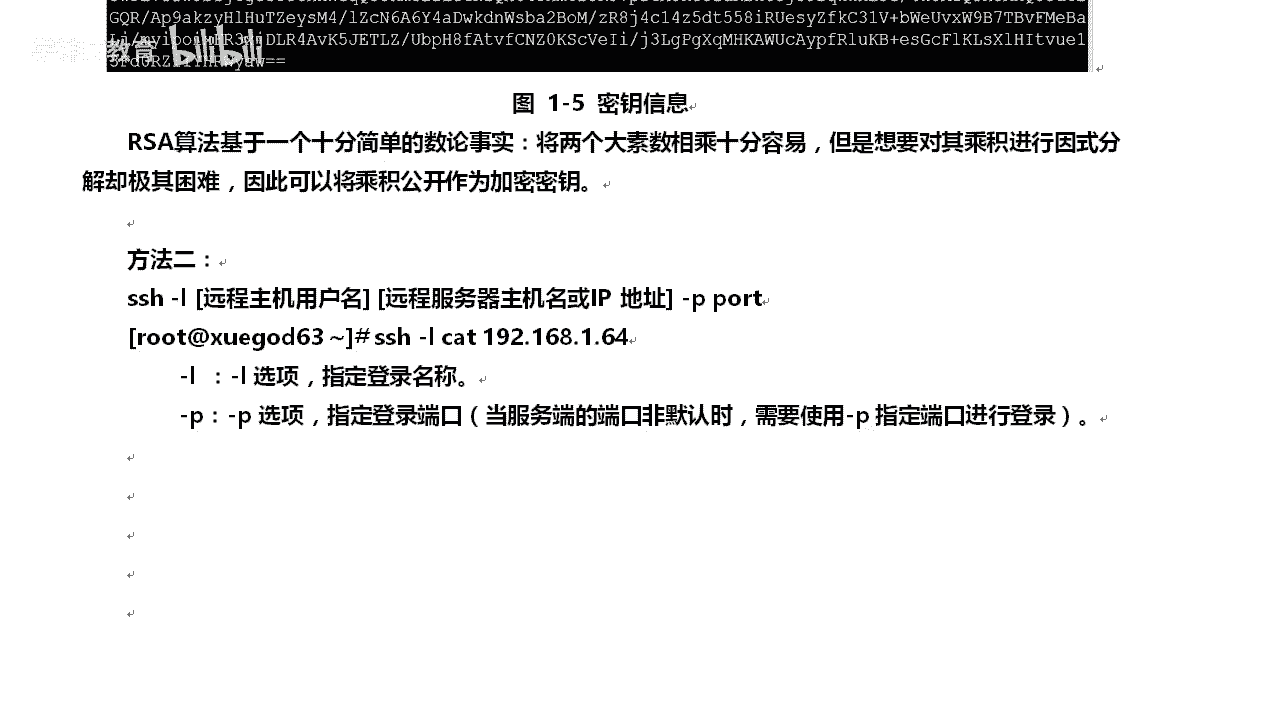 GQR/Ap9akzyHlHuTZeysM4/lZcN6A6Y4aDwkdnWsba2BoM/zR8j4c14z5dt558iRUesyZfkC31V+bWeUvxW9B7TBvFMeBa
DLR4AvK5JETLZ/UbpH8fAtvfCNZ0KScVeIi/j3LgPgXqMHKAWUcAypfRluKB+esGcFlKLsXlHItvue1
教育 bilibili
图 1-5 密钥信息
RSA算法基于一个十分简单的数论事实：将两个大素数相乘十分容易，但是想要对其乘积进行因式分
解却极其困难，因此可以将乘积公开作为加密密钥。
方法二：
ssh -l [远程主机用户名] [远程服务器主机名或IP 地址] -p port
[root@xuegod63 ~]# ssh -l cat 192.168.1.64
-l ：-l 选项，指定登录名称。
-p：-p 选项，指定登录端口（当服务端的端口非默认时，需要使用-p 指定端口进行登录）。